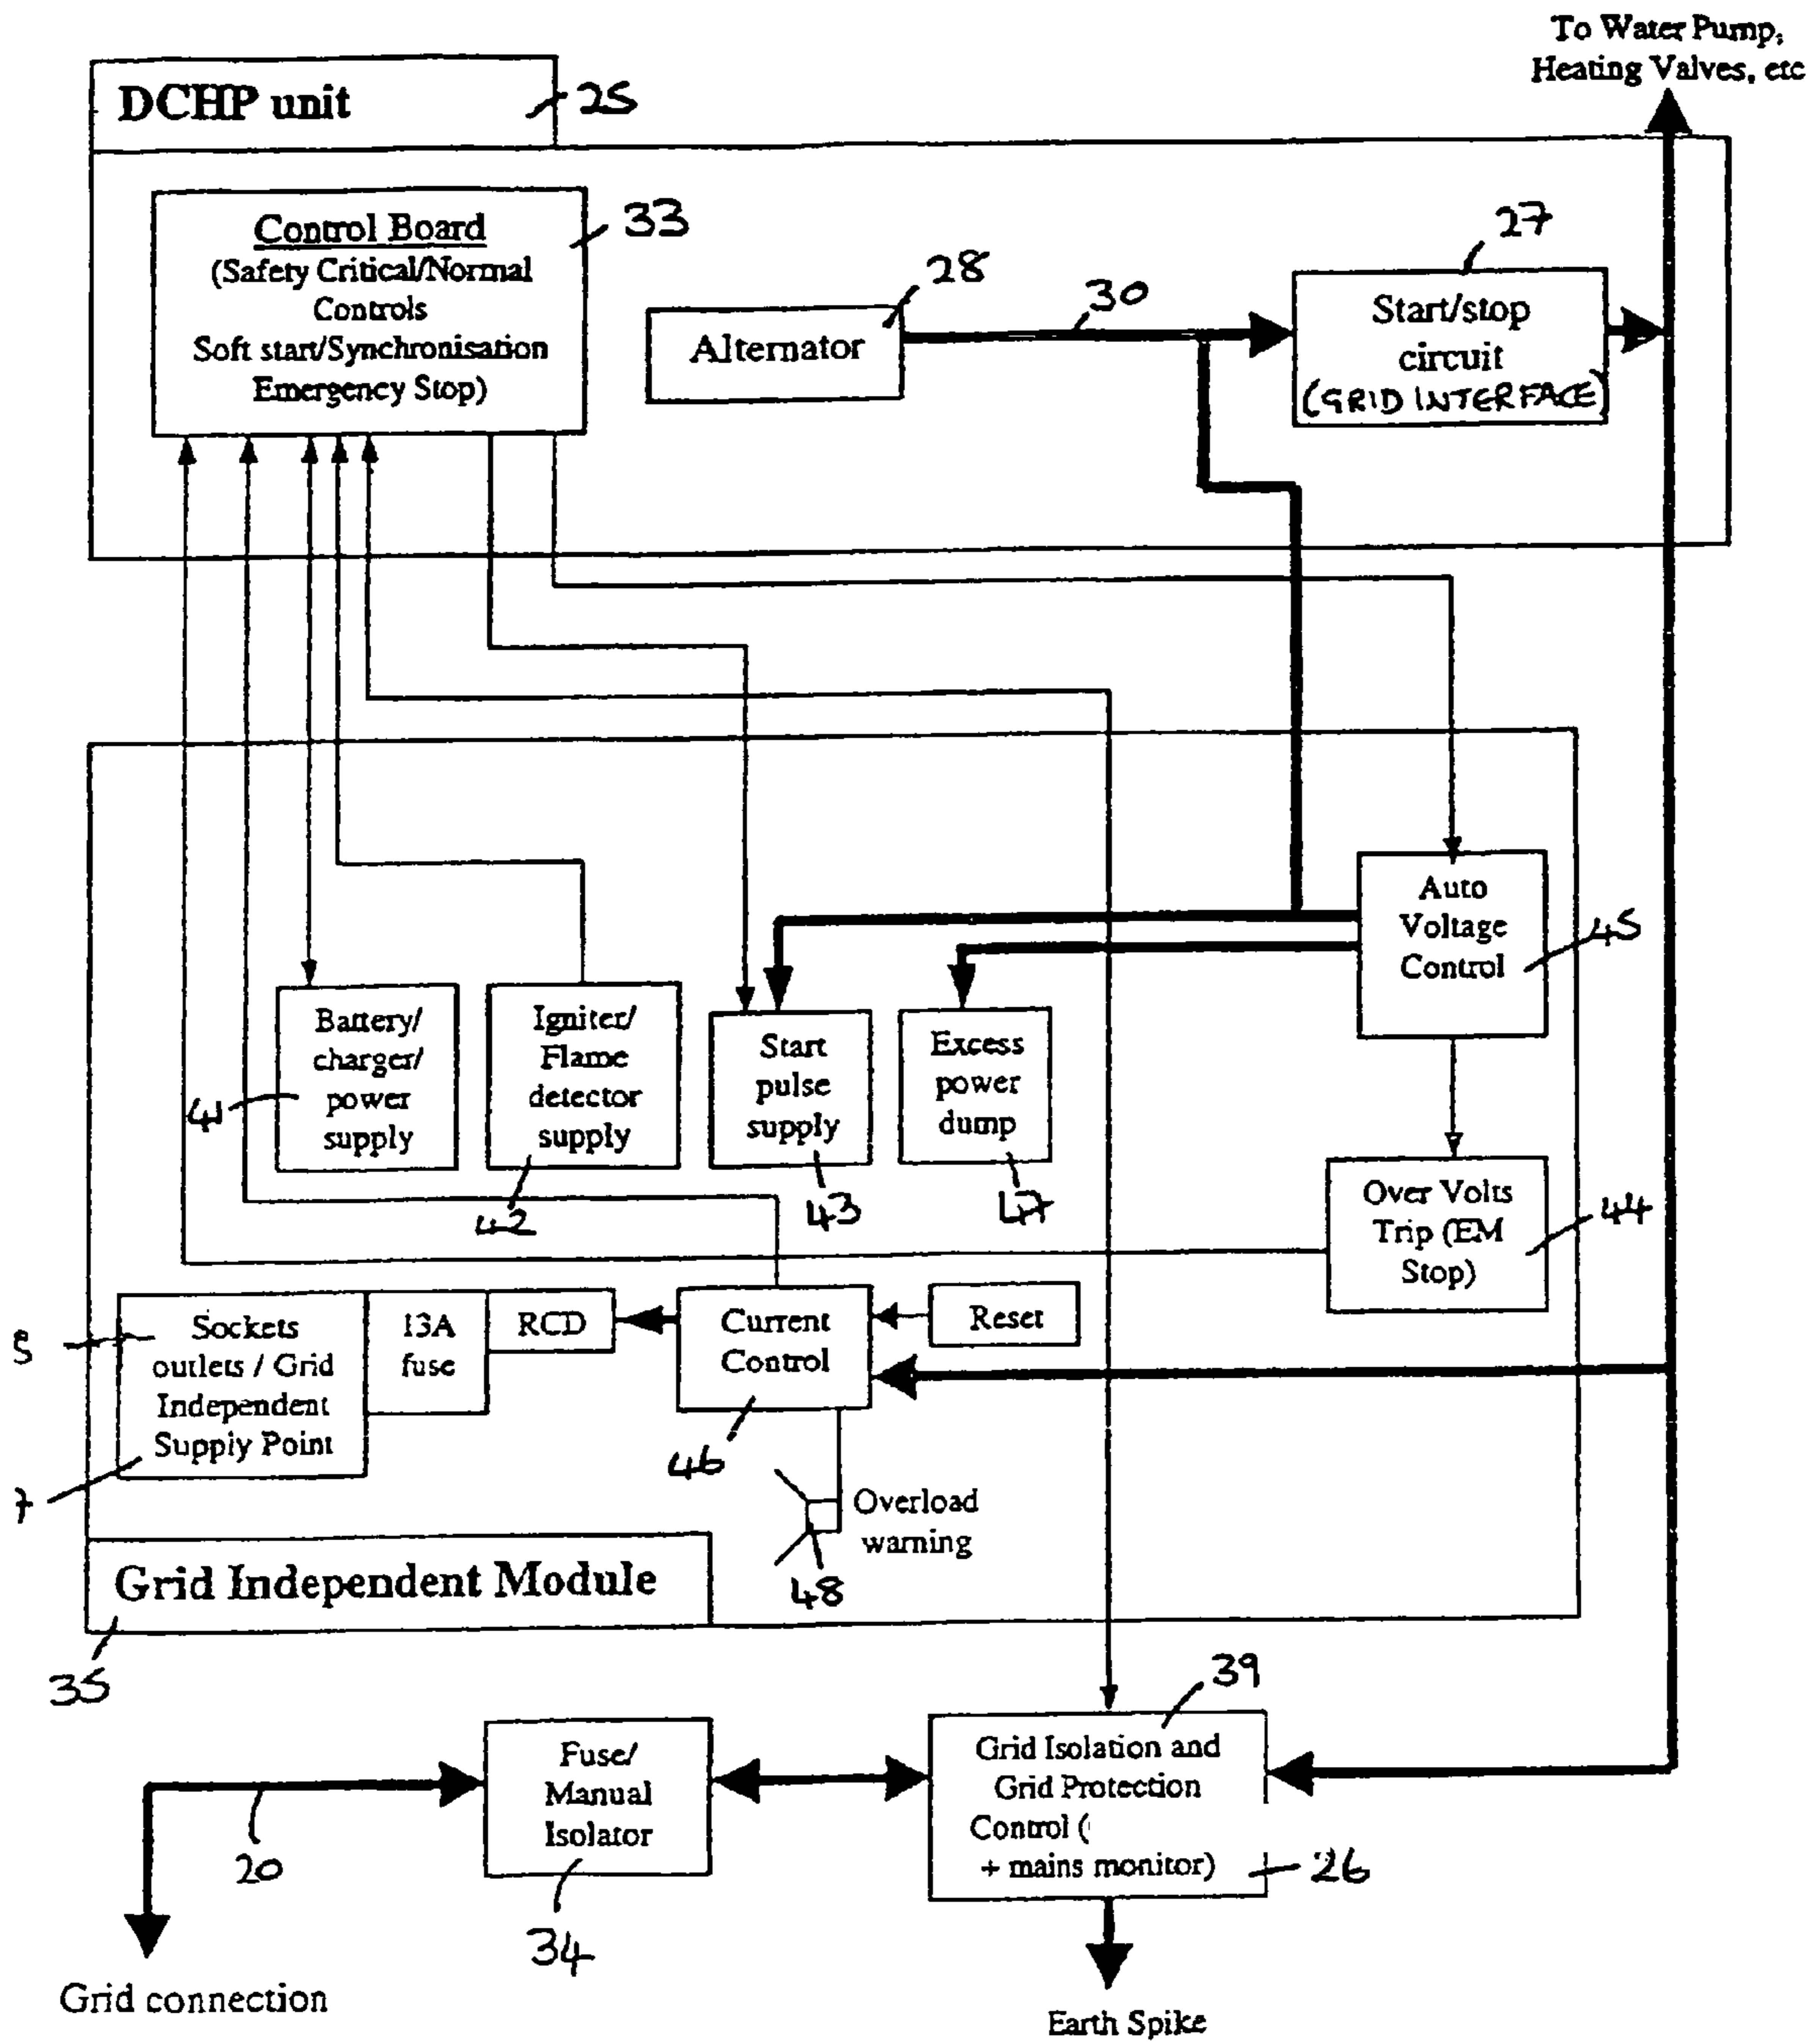 To Water Pump,
Heating Valves, etc
DCHP unit
25
Control Board
(Safety Critical/Normal
Controls
Soft start/Synchronisation
Emergency Stop)
33
Alternator
28
30
27
Start/stop
circuit
(GRID INTERFACE)
Auto
Voltage
Control
45
Battery/
charger/
power
supply
41
Igniter/
Flame
detector
supply
42
Start
pulse
supply
43
Excess
power
dump
47
Over Volts
Trip (EM
Stop)
44
Sockets
outlets / Grid
Independent
Supply Point
7
13A
fuse
RCD
Current
Control
46
Reset
Overload
warning
48
Grid Independent Module
35
39
Fuse/
Manual
Isolator
34
Grid Isolation and
Grid Protection
Control (
+ mains monitor)
26
20
Grid connection
Earth Spike